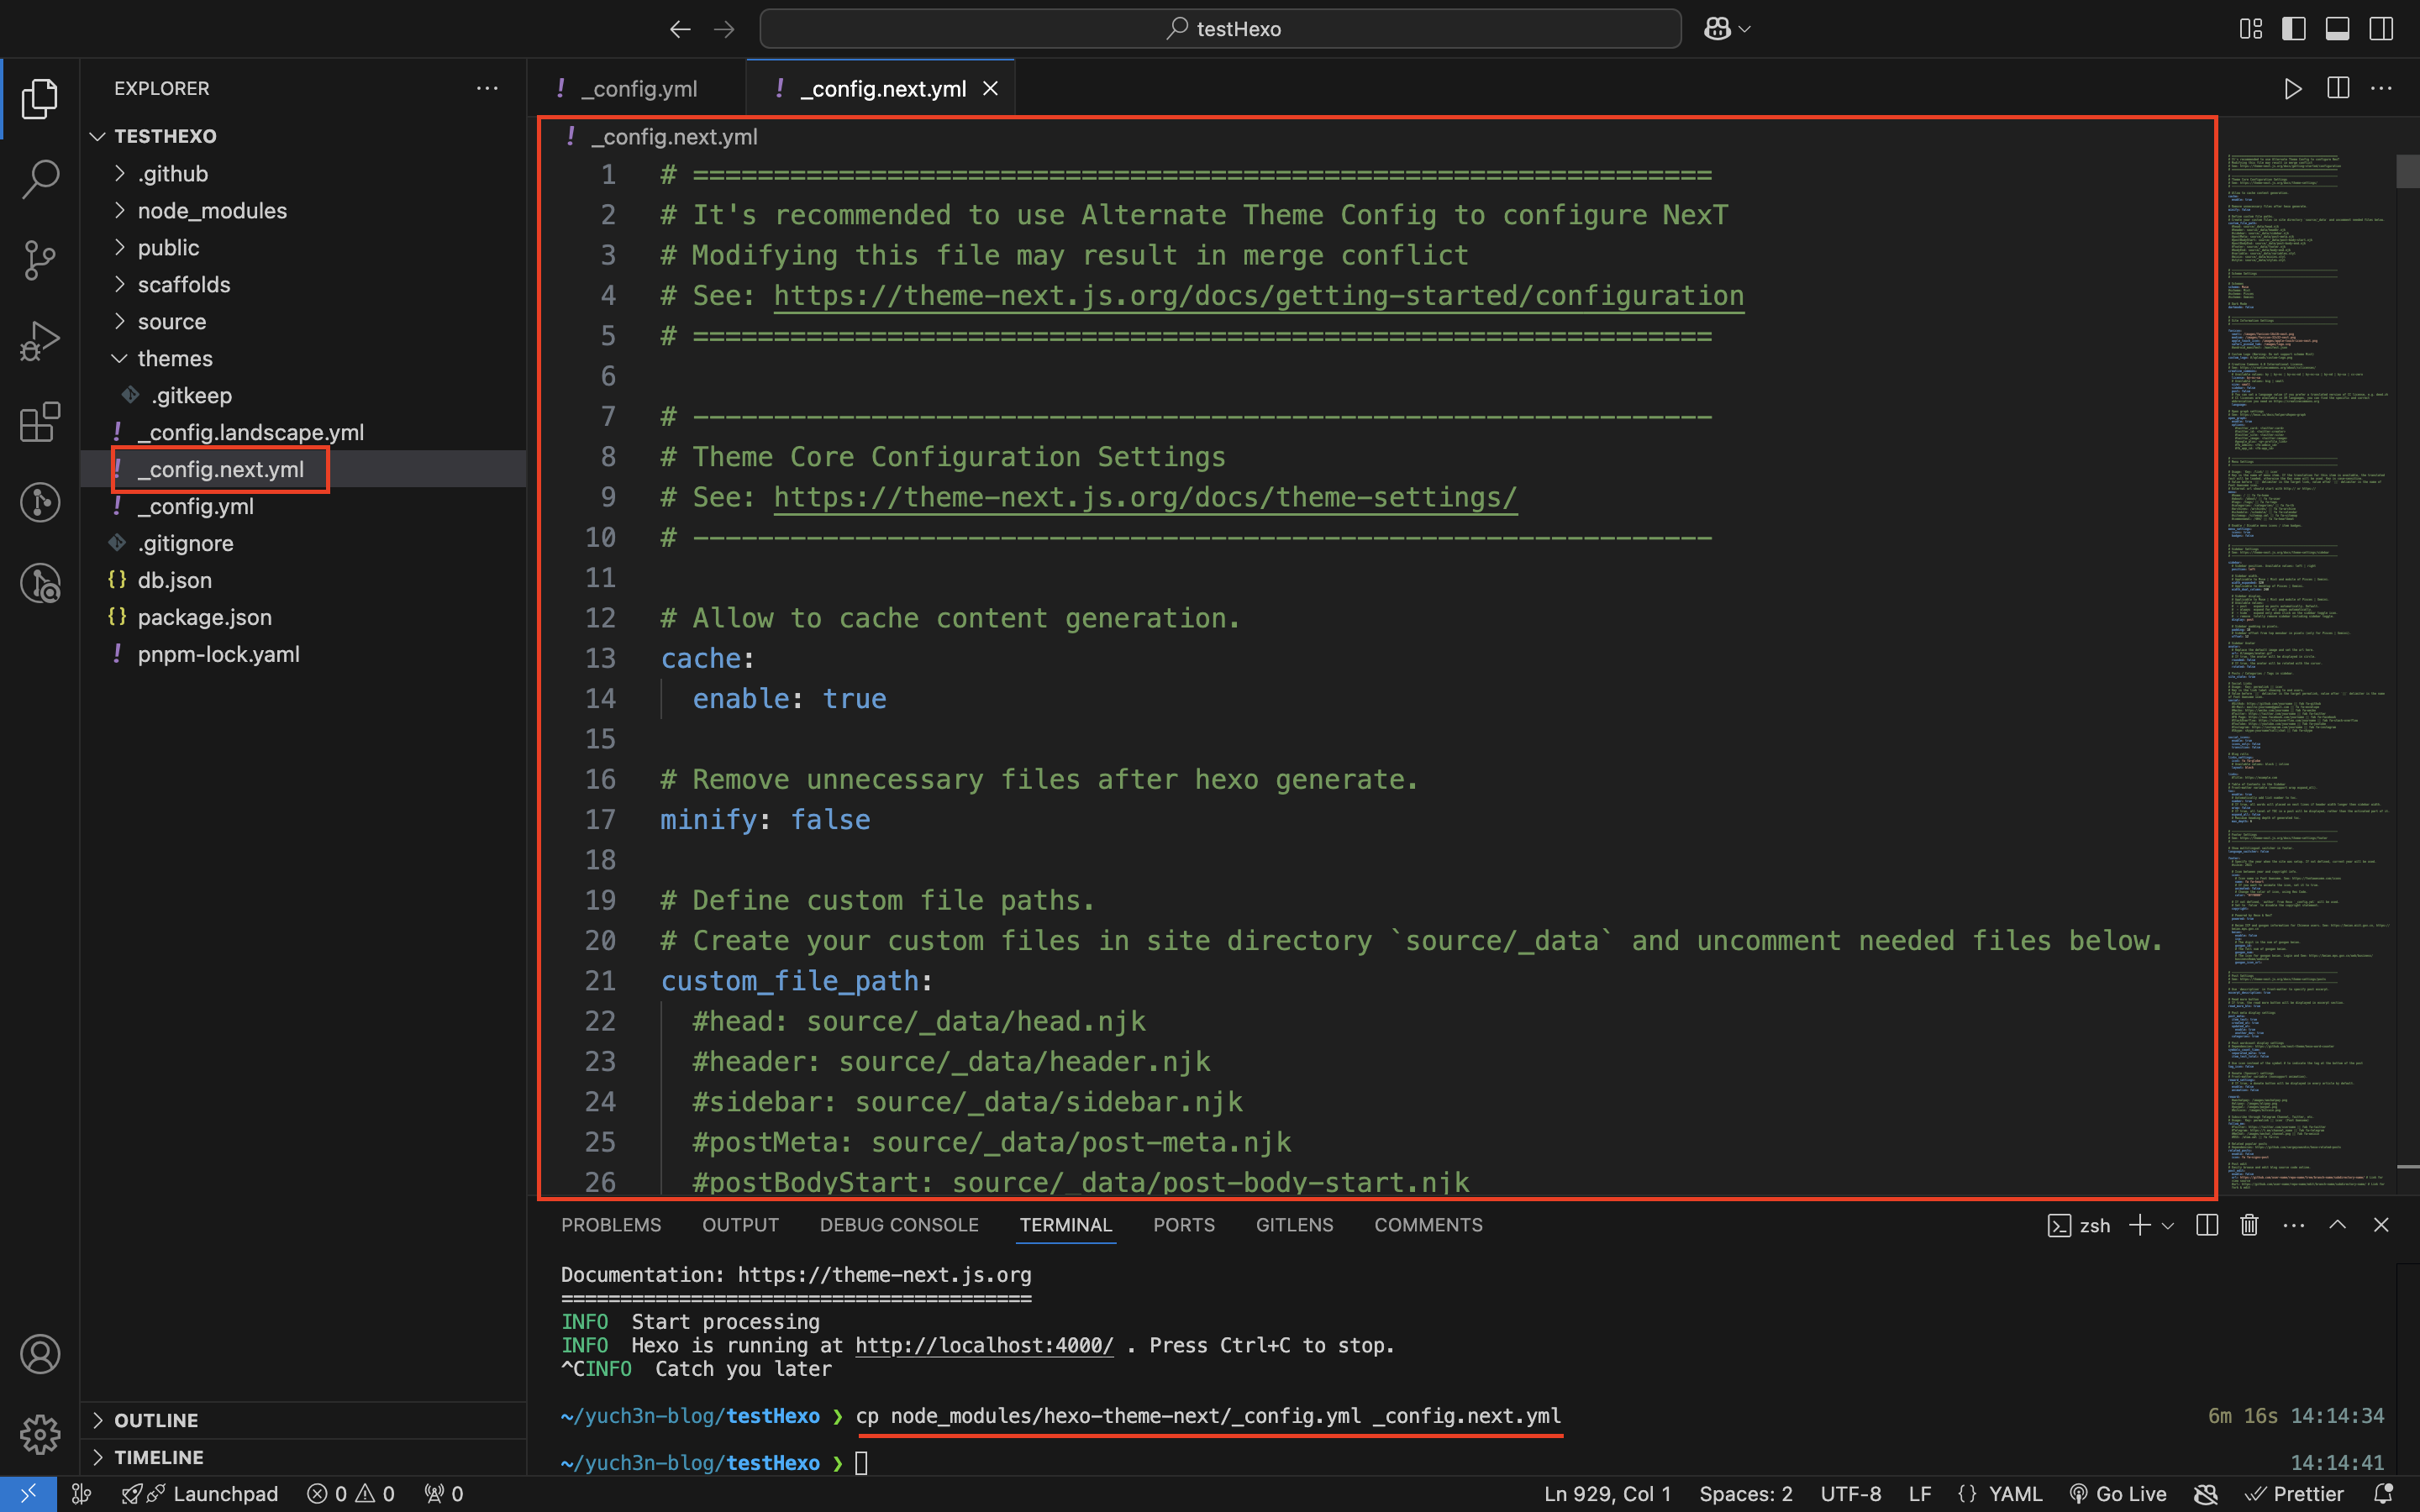 testHexo
EXPLORER
TESTHEXO
.github
node_modules
public
scaffolds
source
themes
.gitkeep
_config.landscape.yml
_config.next.yml
_config.yml
.gitignore
db.json
package.json
pnpm-lock.yaml
OUTLINE
TIMELINE
_config.yml
_config.next.yml
_config.next.yml
1 # ===============================================================
2 # It's recommended to use Alternate Theme Config to configure NexT
3 # Modifying this file may result in merge conflict
4 # See: https://theme-next.js.org/docs/getting-started/configuration
5 # ===============================================================
6
7 # ---------------------------------------------------------------
8 # Theme Core Configuration Settings
9 # See: https://theme-next.js.org/docs/theme-settings/
10 # ---------------------------------------------------------------
11
12 # Allow to cache content generation.
13 cache:
14 enable: true
15
16 # Remove unnecessary files after hexo generate.
17 minify: false
18
19 # Define custom file paths.
20 # Create your custom files in site directory `source/_data` and uncomment needed files below.
21 custom_file_path:
22 #head: source/_data/head.njk
23 #header: source/_data/header.njk
24 #sidebar: source/_data/sidebar.njk
25 #postMeta: source/_data/post-meta.njk
26 #postBodyStart: source/_data/post-body-start.njk
PROBLEMS OUTPUT DEBUG CONSOLE TERMINAL PORTS GITLENS COMMENTS zsh
Documentation: https://theme-next.js.org
========================================
INFO Start processing
INFO Hexo is running at http://localhost:4000/ . Press Ctrl+C to stop.
^CINFO Catch you later
~/yuch3n-blog/testHexo ❯ cp node_modules/hexo-theme-next/_config.yml _config.next.yml 6m 16s 14:14:34
~/yuch3n-blog/testHexo ❯ 14:14:41
Launchpad 0 0 0 Ln 929, Col 1 Spaces: 2 UTF-8 LF {} YAML Go Live Prettier